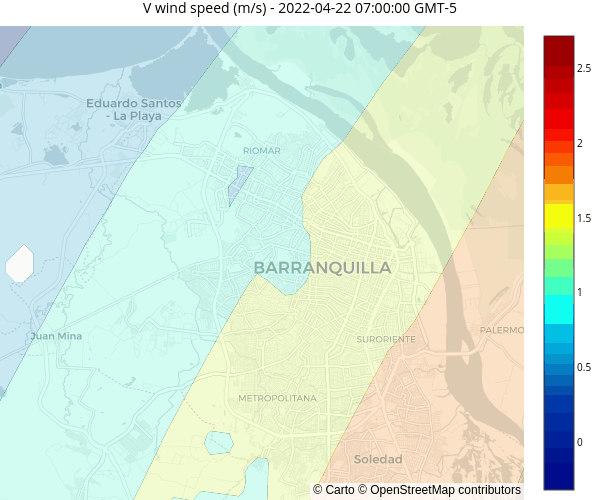 V wind speed (m/s) - 2022-04-22 07:00:00 GMT-5
Eduardo Santos
- La Playa
RIOMAR
BARRANQUILLA
Juan Mina
SURORIENTE
PALERMO
METROPOLITANA
Soledad
2.5
2
1.5
1
0.5
0
© Carto © OpenStreetMap contributors